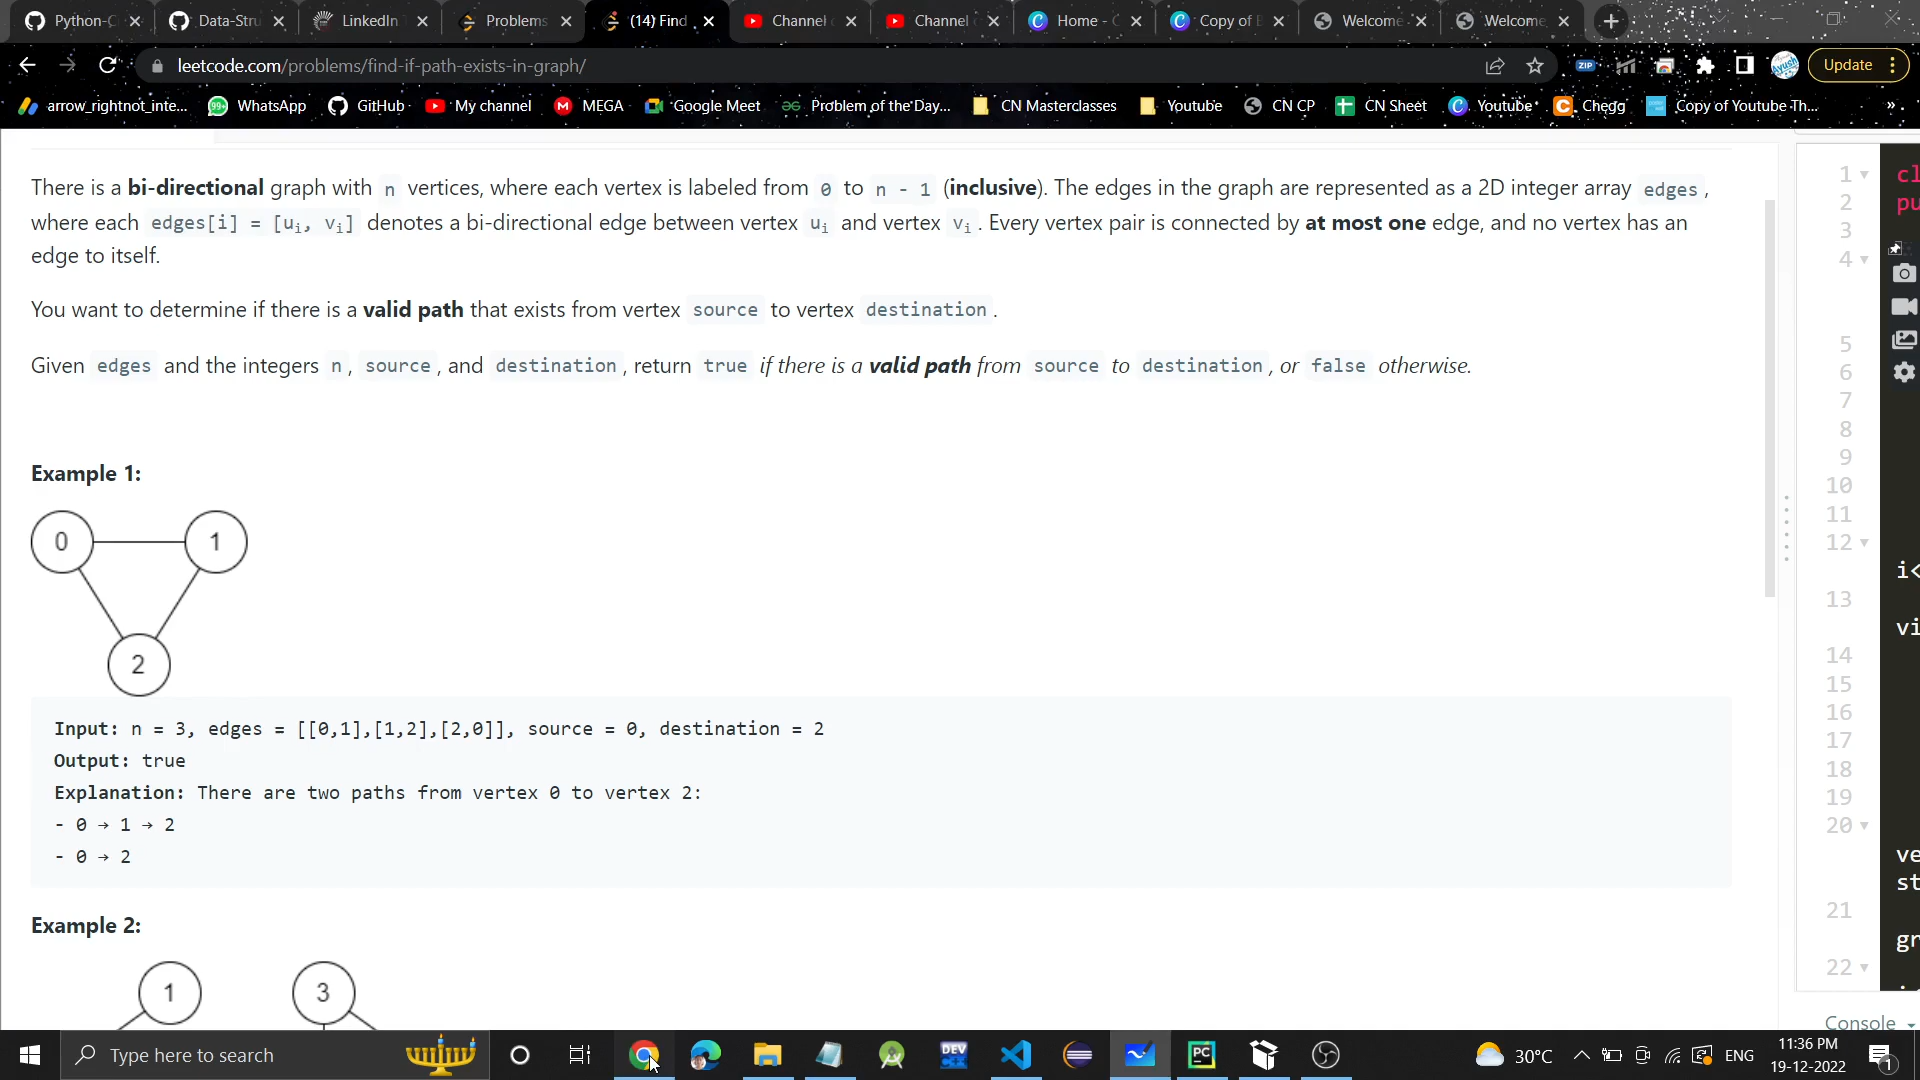 Python-C
Data-Stru
LinkedIn
Problems
(14) Find
Channel
Channel
Home - C
Copy of
Welcome
Welcome
leetcode.com/problems/find-if-path-exists-in-graph/
ZIP
Update
arrow_rightnot_inte...
99+
WhatsApp
GitHub
My channel
MEGA
Google Meet
Problem of the Day...
CN Masterclasses
Youtube
CN CP
CN Sheet
Youtube
Chegg
Copy of Youtube Th...
»
There is a bi-directional graph with n vertices, where each vertex is labeled from 0 to n - 1 (inclusive). The edges in the graph are represented as a 2D integer array edges,
where each edges[i] = [ui, vi] denotes a bi-directional edge between vertex ui and vertex vi. Every vertex pair is connected by at most one edge, and no vertex has an
edge to itself.
You want to determine if there is a valid path that exists from vertex source to vertex destination.
Given edges and the integers n, source, and destination, return true if there is a valid path from source to destination, or false otherwise.
Example 1:
0
1
2
Input: n = 3, edges = [[0,1],[1,2],[2,0]], source = 0, destination = 2
Output: true
Explanation: There are two paths from vertex 0 to vertex 2:
- 0 → 1 → 2
- 0 → 2
Example 2:
1
3
1 cl
2 pu
3
4
5
6
7
8
9
10
11
12
i<
13
vi
14
15
16
17
18
19
20
ve
st
21
gr
22
Console
Type here to search
DEV
PC
30°C
ENG
11:36 PM
19-12-2022
1